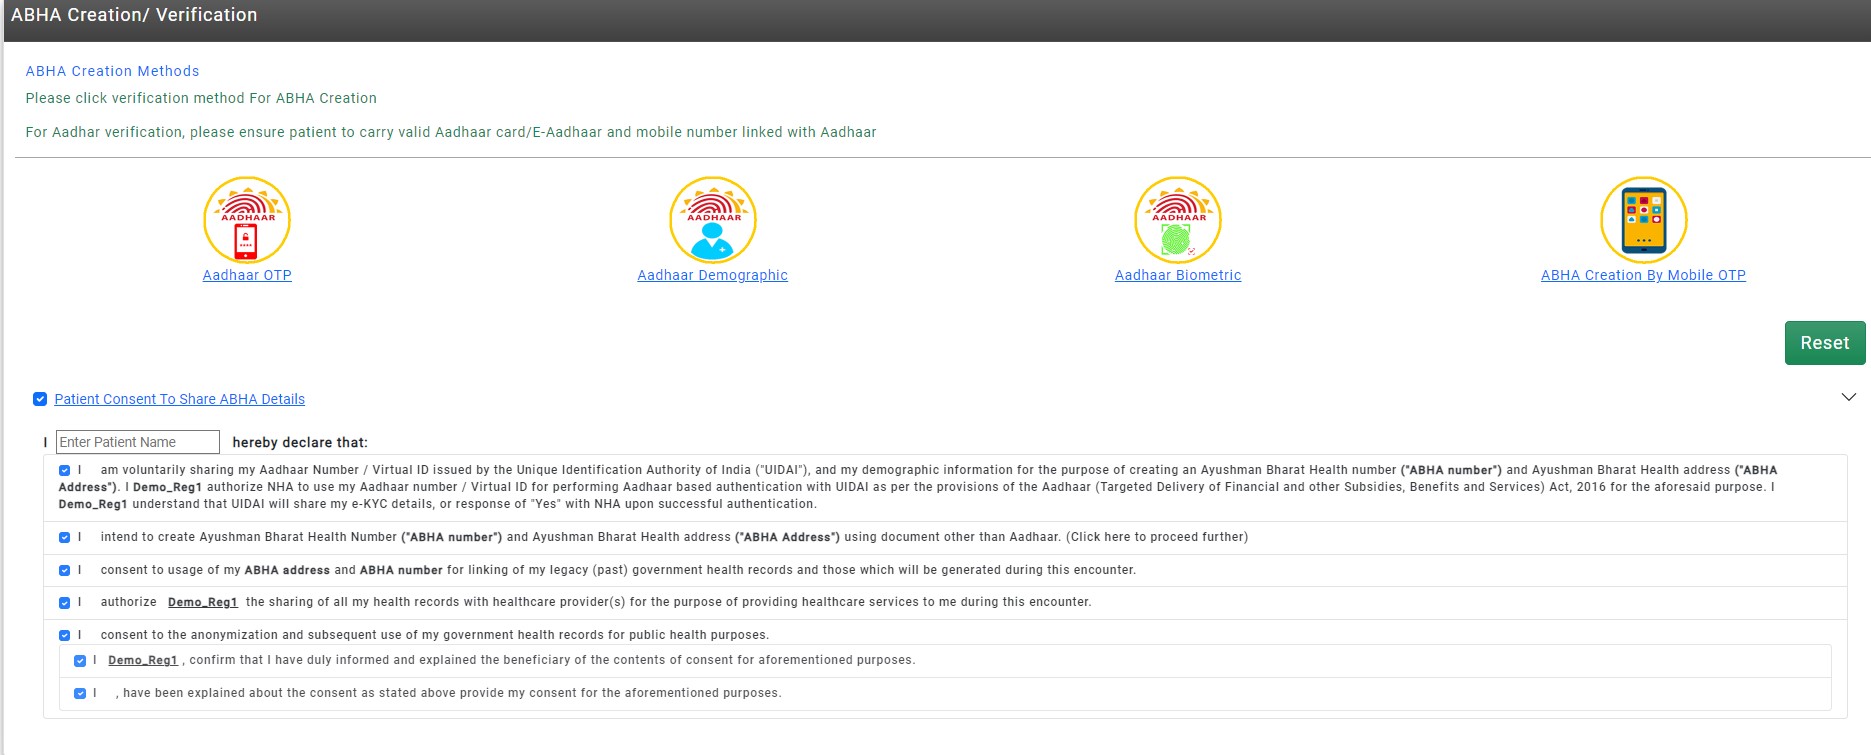 ABHA Creation/ Verification
ABHA Creation Methods
Please click verification method For ABHA Creation
For Aadhar verification, please ensure patient to carry valid Aadhaar card/E-Aadhaar and mobile number linked with Aadhaar
AADHAAR
Aadhaar OTP
AADHAAR
Aadhaar Demographic
AADHAAR
Aadhaar Biometric
ABHA Creation By Mobile OTP
Reset
Patient Consent To Share ABHA Details
I Enter Patient Name hereby declare that:
I am voluntarily sharing my Aadhaar Number / Virtual ID issued by the Unique Identification Authority of India ("UIDAI"), and my demographic information for the purpose of creating an Ayushman Bharat Health number ("ABHA number") and Ayushman Bharat Health address ("ABHA
Address"). I Demo_Reg1 authorize NHA to use my Aadhaar number / Virtual ID for performing Aadhaar based authentication with UIDAI as per the provisions of the Aadhaar (Targeted Delivery of Financial and other Subsidies, Benefits and Services) Act, 2016 for the aforesaid purpose. I
Demo_Reg1 understand that UIDAI will share my e-KYC details, or response of "Yes" with NHA upon successful authentication.
I intend to create Ayushman Bharat Health Number ("ABHA number") and Ayushman Bharat Health address ("ABHA Address") using document other than Aadhaar. (Click here to proceed further)
I consent to usage of my ABHA address and ABHA number for linking of my legacy (past) government health records and those which will be generated during this encounter.
I authorize Demo_Reg1 the sharing of all my health records with healthcare provider(s) for the purpose of providing healthcare services to me during this encounter.
I consent to the anonymization and subsequent use of my government health records for public health purposes.
I Demo_Reg1 , confirm that I have duly informed and explained the beneficiary of the contents of consent for aforementioned purposes.
I , have been explained about the consent as stated above provide my consent for the aforementioned purposes.